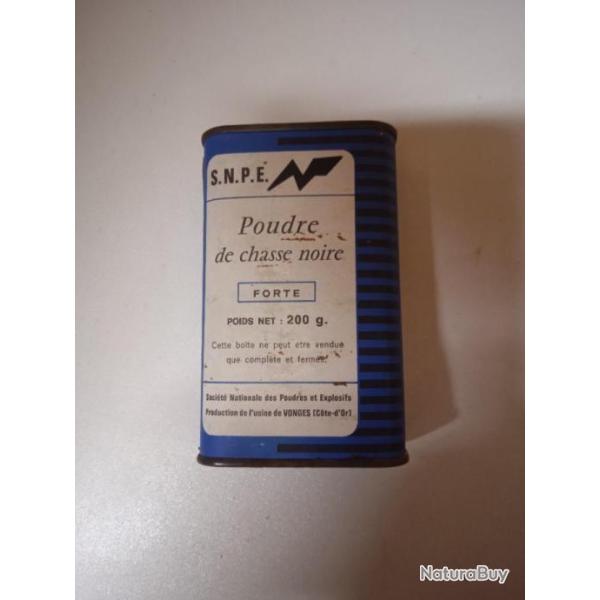 S.N.P.E.
Poudre
de chasse noire
FORTE
POIDS NET : 200 g.
Cette boite ne peut etre vendue
que complète et fermée.
Société Nationale des Poudres et Explosifs
Production de l'usine de VONGES (Côte-d'Or)
NaturaBuy